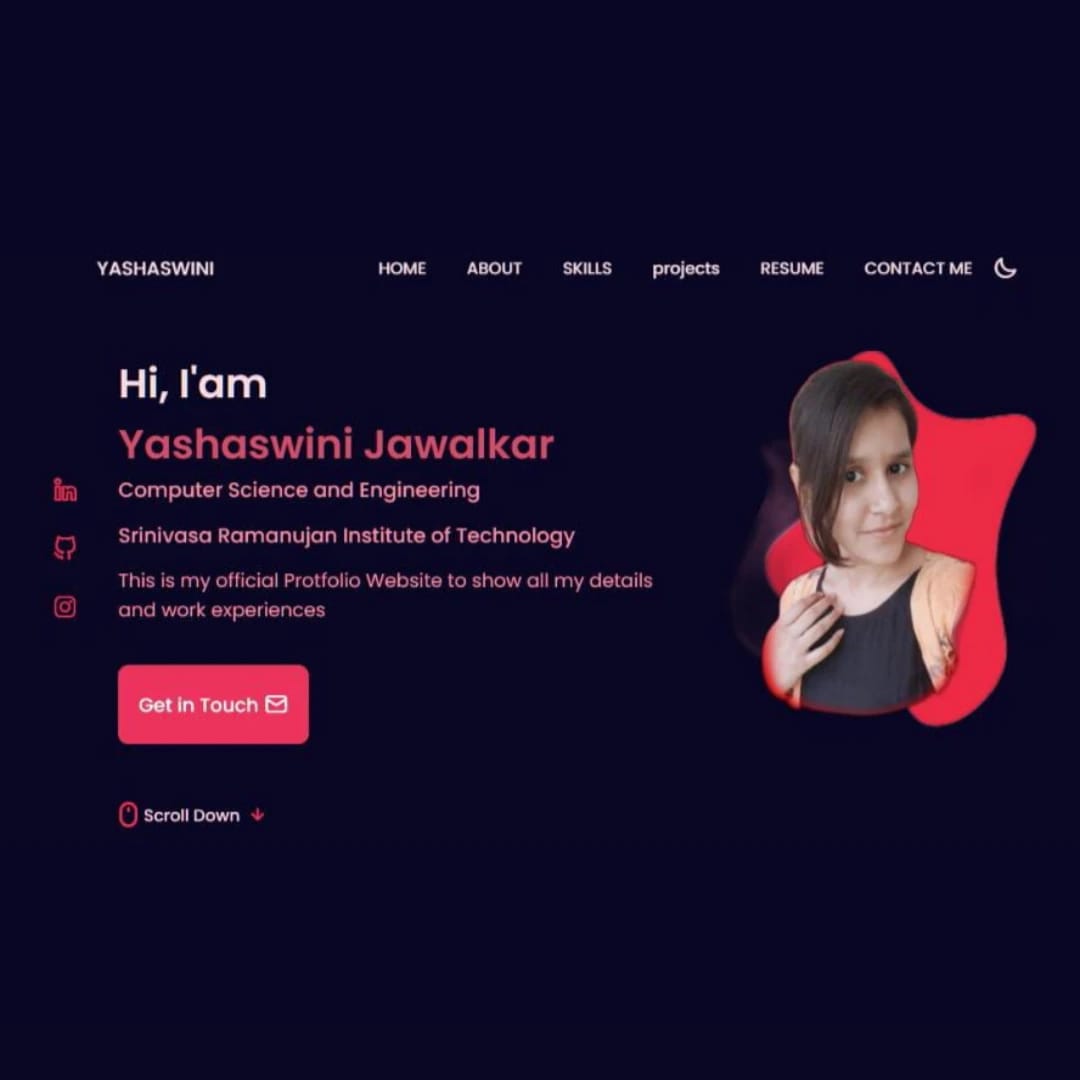 YASHASWINI HOME ABOUT SKILLS projects RESUME CONTACT ME
Hi, I'am
Yashaswini Jawalkar
Computer Science and Engineering
Srinivasa Ramanujan Institute of Technology
This is my official Protfolio Website to show all my details
and work experiences
Get in Touch
Scroll Down